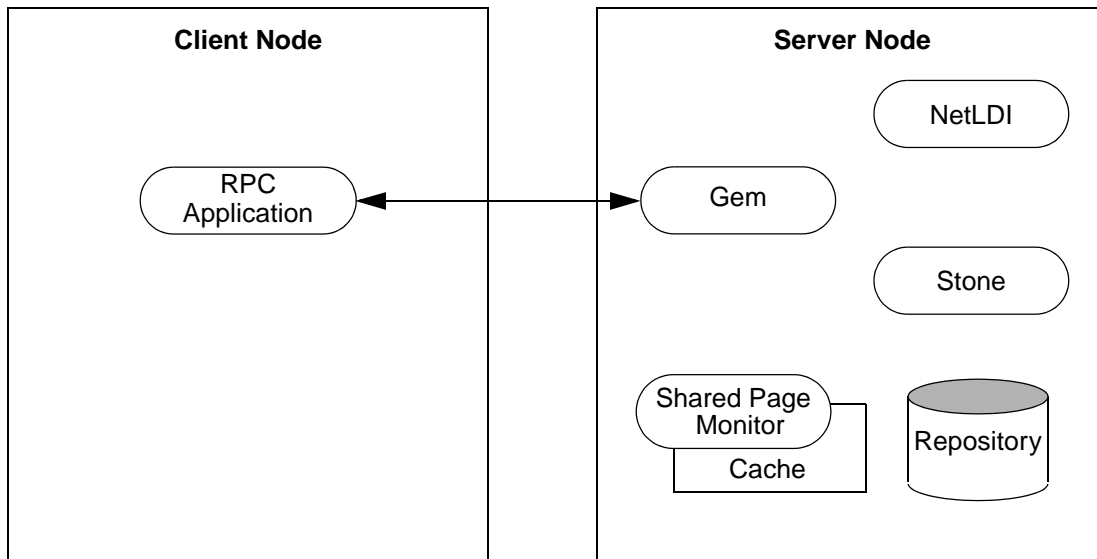 Client Node
Server Node
NetLDI
RPC
Application
Gem
Stone
Shared Page
Monitor
Cache
Repository